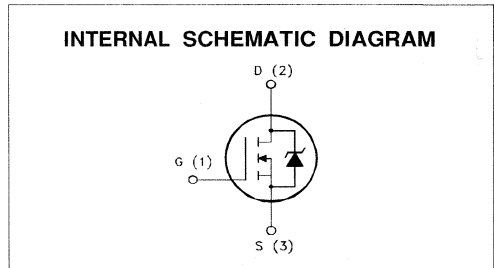 INTERNAL SCHEMATIC DIAGRAM
D (2)
G (1)
S (3)